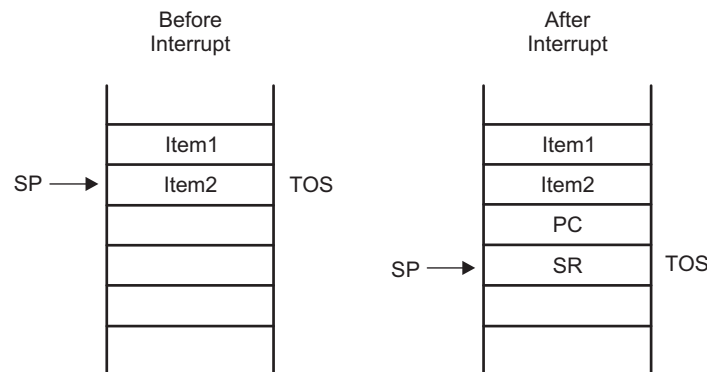 Before
Interrupt
After
Interrupt
Item1
Item1
SP
Item2
TOS
Item2
PC
SP
SR
TOS